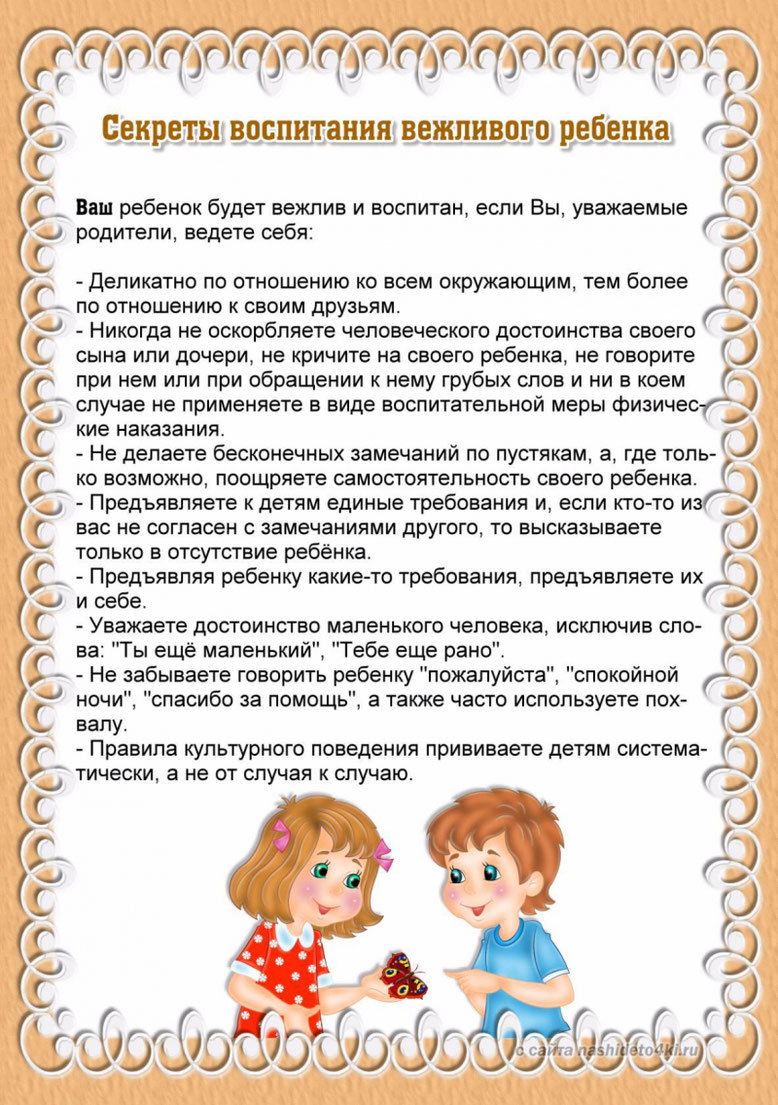 Секреты воспитания вежливого ребенка
Ваш ребенок будет вежлив и воспитан, если Вы, уважаемые
родители, ведете себя:
- Деликатно по отношению ко всем окружающим, тем более
по отношению к своим друзьям.
- Никогда не оскорбляете человеческого достоинства своего
сына или дочери, не кричите на своего ребенка, не говорите
при нем или при обращении к нему грубых слов и ни в коем
случае не применяете в виде воспитательной меры физичес-
кие наказания.
- Не делаете бесконечных замечаний по пустякам, а, где толь-
ко возможно, поощряете самостоятельность своего ребенка.
- Предъявляете к детям единые требования и, если кто-то из
вас не согласен с замечаниями другого, то высказываете
только в отсутствие ребёнка.
- Предъявляя ребенку какие-то требования, предъявляете их
и себе.
- Уважаете достоинство маленького человека, исключив сло-
ва: "Ты ещё маленький", "Тебе еще рано".
- Не забываете говорить ребенку "пожалуйста", "спокойной
ночи", "спасибо за помощь", а также часто используете пох-
валу.
- Правила культурного поведения прививаете детям система-
тически, а не от случая к случаю.
с сайта nashideto4ki.ru